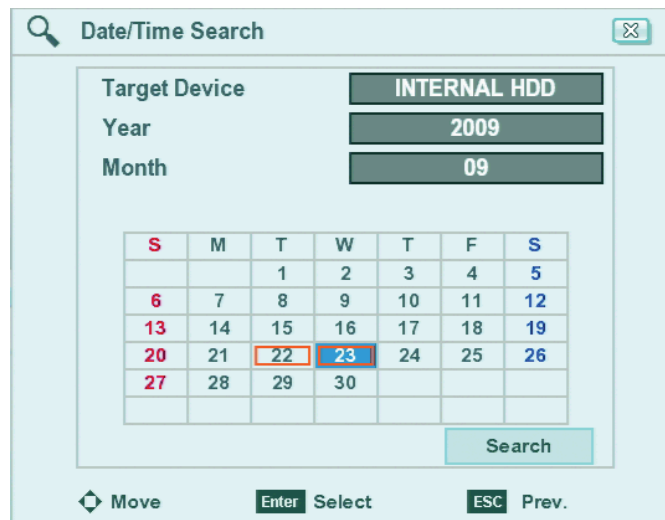 Date/Time Search
Target Device INTERNAL HDD
Year 2009
Month 09
S M T W T F S
1 2 3 4 5
6 7 8 9 10 11 12
13 14 15 16 17 18 19
20 21 22 23 24 25 26
27 28 29 30
Search
Move Enter Select ESC Prev.